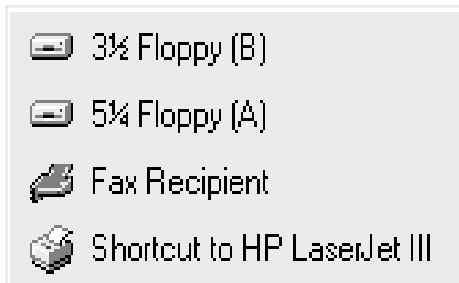 3½ Floppy (B)
5¼ Floppy (A)
Fax Recipient
Shortcut to HP LaserJet III